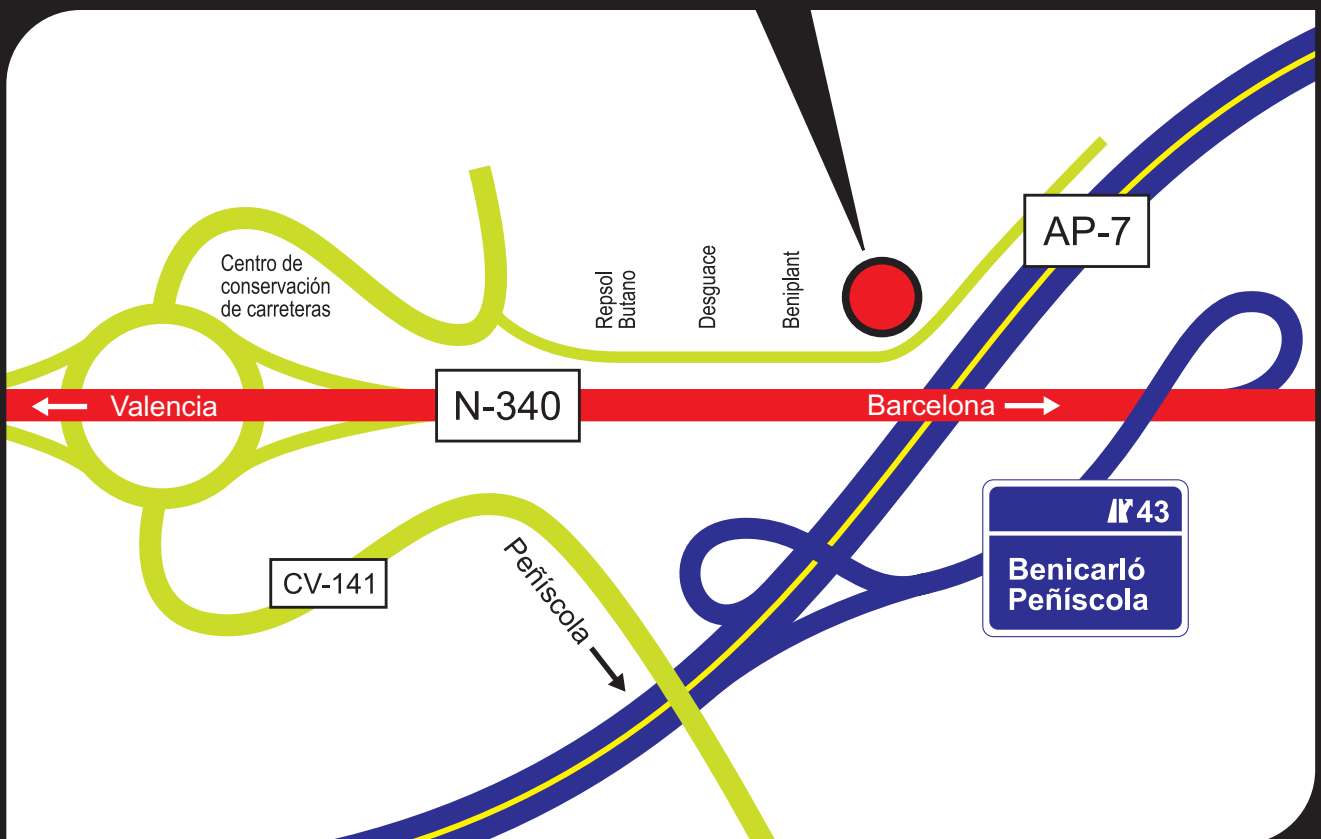 AP-7
Centro de
conservación
de carreteras
Repsol
Butano
Desguace
Beniplant
Valencia
N-340
Barcelona
43
Benicarló
Peñíscola
CV-141
Peñíscola